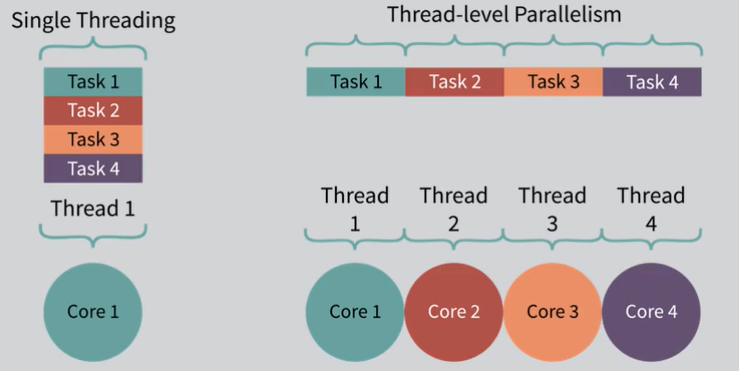 Single Threading
Task 1
Task 2
Task 3
Task 4
Thread 1
Core 1
Thread-level Parallelism
Task 1 Task 2 Task 3 Task 4
Thread Thread Thread Thread
1 2 3 4
Core 1 Core 2 Core 3 Core 4